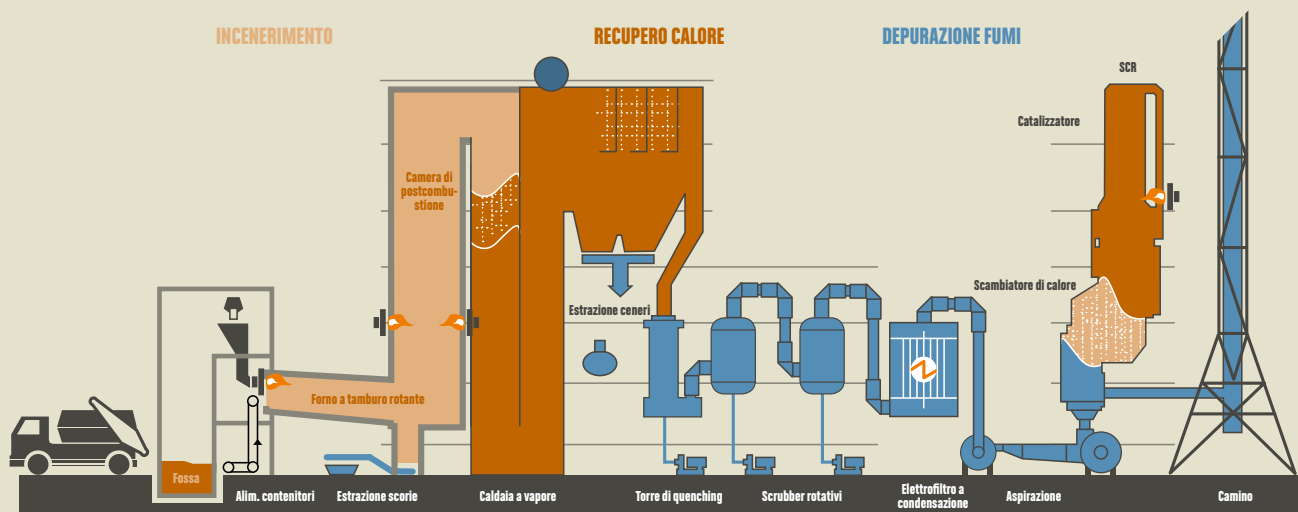 INCENERIMENTO
RECUPERO CALORE
DEPURAZIONE FUMI
SCR
Catalizzatore
Camera di
postcombu-
stione
Scambiatore di calore
Estrazione ceneri
Forno a tamburo rotante
Fossa
Alim. contenitori
Estrazione scorie
Caldaia a vapore
Torre di quenching
Scrubber rotativi
Elettrofiltro a
condensazione
Aspirazione
Camino